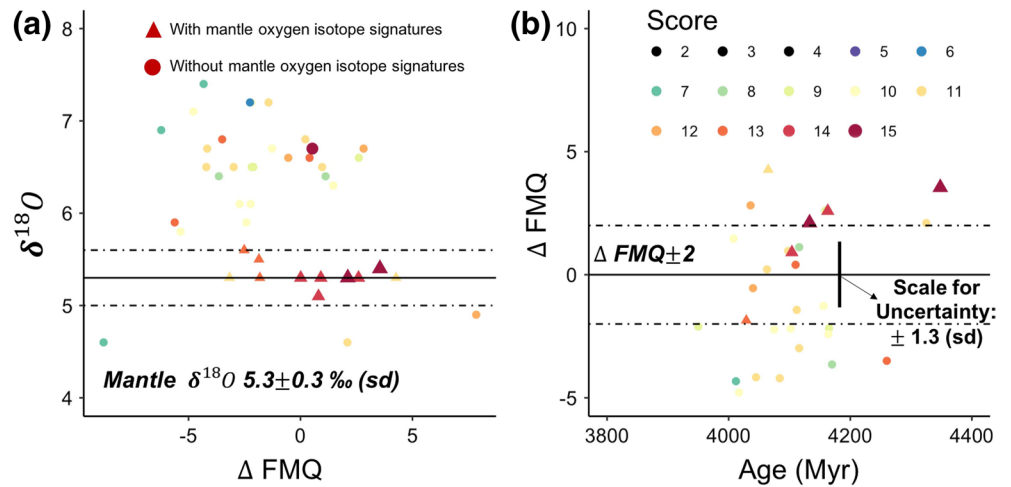 (a)
With mantle oxygen isotope signatures
Without mantle oxygen isotope signatures
8
7
6
5
4
δ¹⁸O
Mantle δ¹⁸O 5.3±0.3 ‰ (sd)
-5 0 5
Δ FMQ
(b)
Score
2 3 4 5 6
7 8 9 10 11
12 13 14 15
10
5
0
-5
Δ FMQ
Δ FMQ±2
Scale for
Uncertainty:
± 1.3 (sd)
3800 4000 4200 4400
Age (Myr)